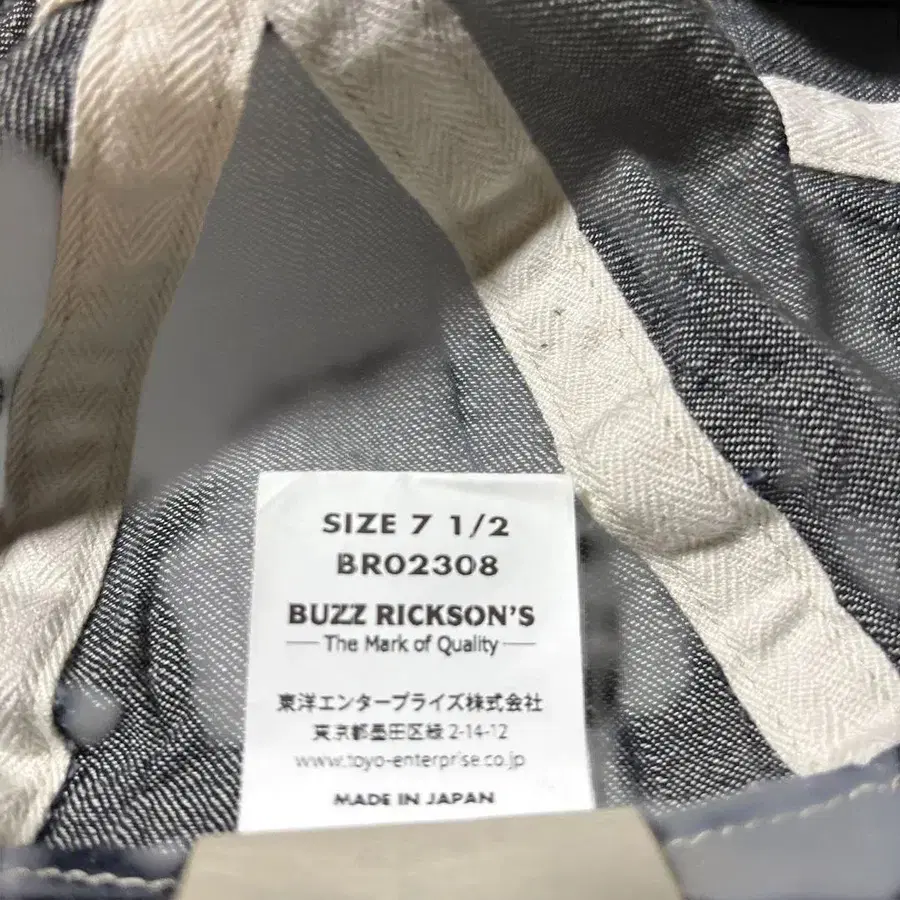 SIZE 7 1/2
BR02308
BUZZ RICKSON'S
The Mark of Quality
東洋エンタープライズ株式会社
東京都墨田区緑 2-14-12
www.toyo-enterprise.co.jp
MADE IN JAPAN